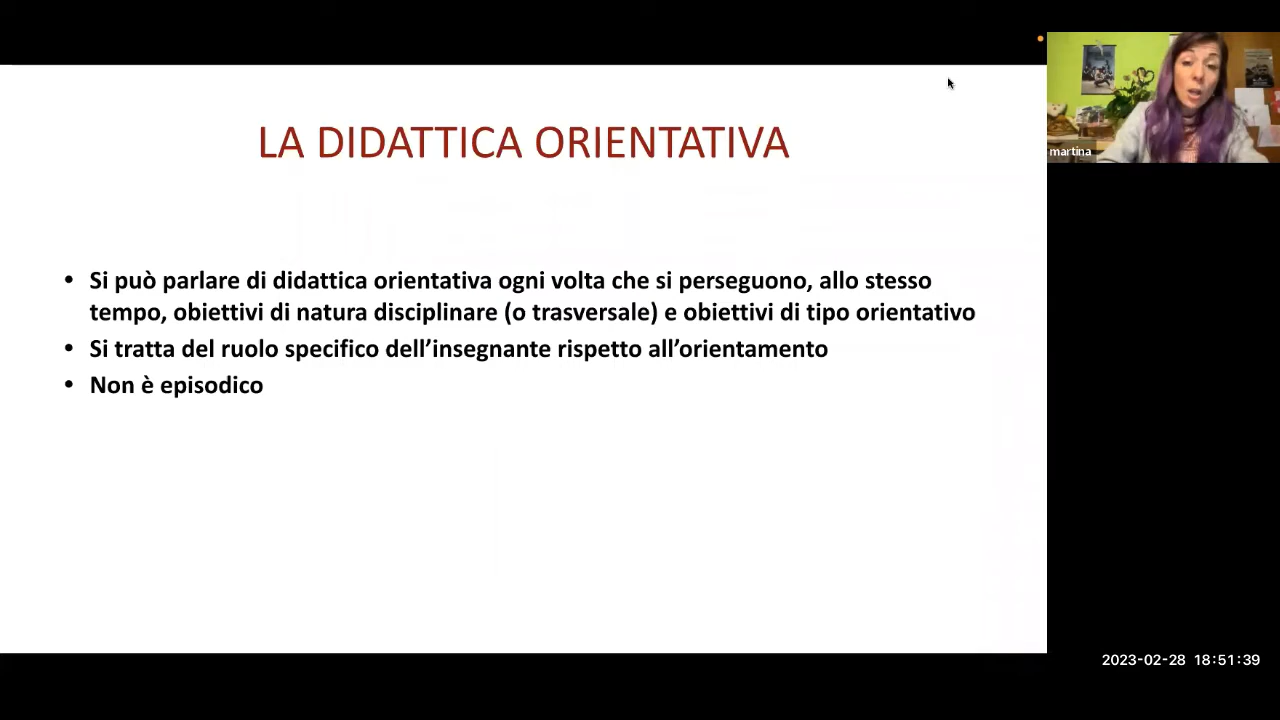 LA DIDATTICA ORIENTATIVA
martina
• Si può parlare di didattica orientativa ogni volta che si perseguono, allo stesso
tempo, obiettivi di natura disciplinare (o trasversale) e obiettivi di tipo orientativo
• Si tratta del ruolo specifico dell’insegnante rispetto all’orientamento
• Non è episodico
2023-02-28 18:51:39